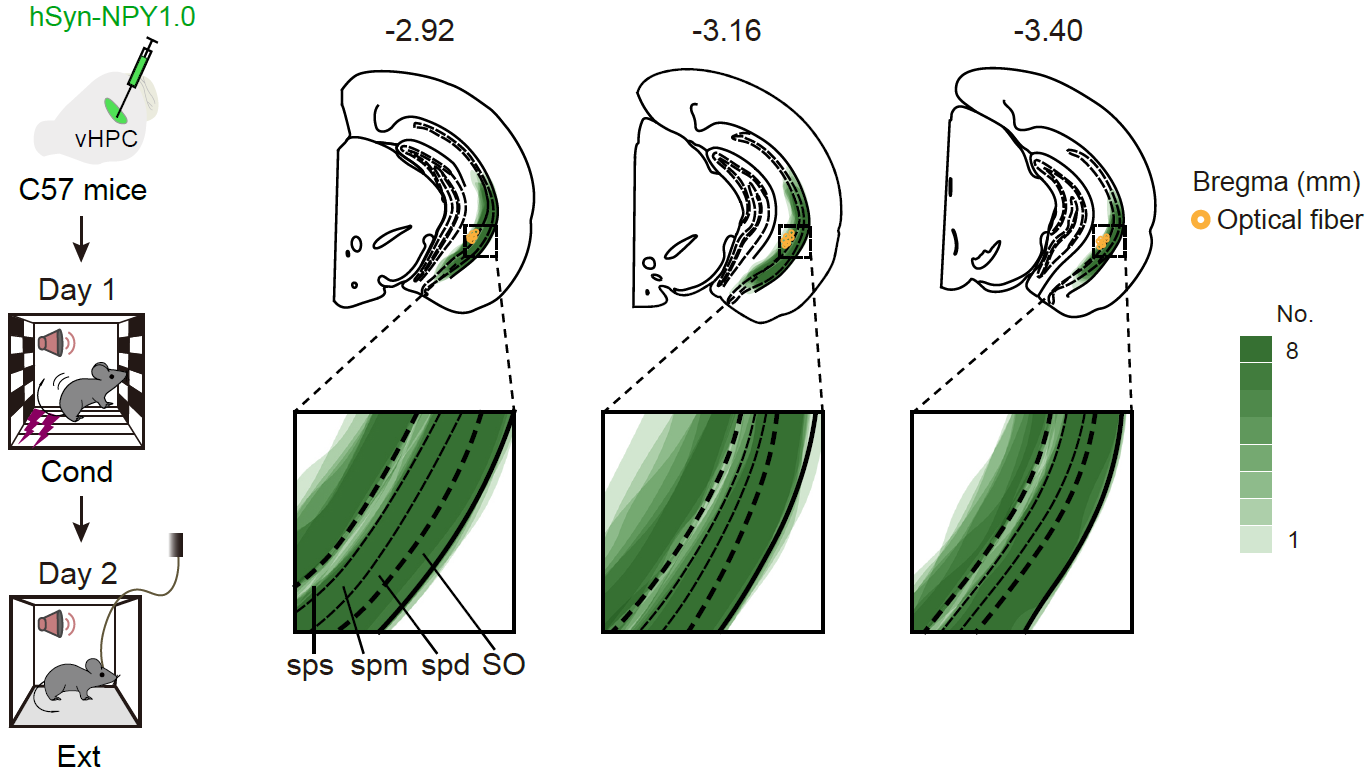 hSyn-NPY1.0
vHPC
C57 mice
Day 1
Cond
Day 2
Ext
-2.92
-3.16
-3.40
sps
spm
spd
SO
Bregma (mm)
Optical fiber
No.
8
1